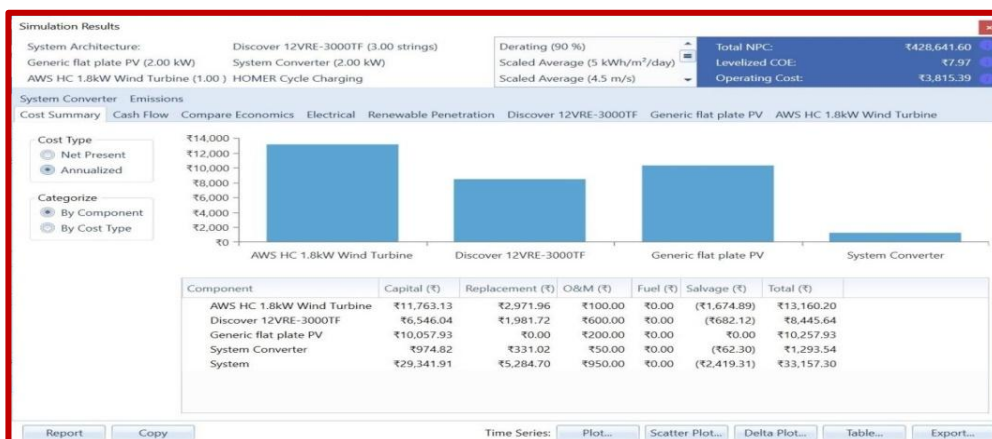 Simulation Results
System Architecture: Discover 12VRE-3000TF (3.00 strings) Derating (90 %) Total NPC: ₹428,641.60
Generic flat plate PV (2.00 kW) System Converter (2.00 kW) Scaled Average (5 kWh/m²/day) Levelized COE: ₹7.97
AWS HC 1.8kW Wind Turbine (1.00 ) HOMER Cycle Charging Scaled Average (4.5 m/s) Operating Cost: ₹3,815.39
System Converter Emissions
Cost Summary Cash Flow Compare Economics Electrical Renewable Penetration Discover 12VRE-3000TF Generic flat plate PV AWS HC 1.8kW Wind Turbine
Cost Type
Net Present
Annualized
Categorize
By Component
By Cost Type
₹14,000
₹12,000
₹10,000
₹8,000
₹6,000
₹4,000
₹2,000
₹0
AWS HC 1.8kW Wind Turbine Discover 12VRE-3000TF Generic flat plate PV System Converter
Component Capital (₹) Replacement (₹) O&M (₹) Fuel (₹) Salvage (₹) Total (₹)
AWS HC 1.8kW Wind Turbine ₹11,763.13 ₹2,971.96 ₹100.00 ₹0.00 (₹1,674.89) ₹13,160.20
Discover 12VRE-3000TF ₹6,546.04 ₹1,981.72 ₹600.00 ₹0.00 (₹682.12) ₹8,445.64
Generic flat plate PV ₹10,057.93 ₹0.00 ₹200.00 ₹0.00 ₹0.00 ₹10,257.93
System Converter ₹974.82 ₹331.02 ₹50.00 ₹0.00 (₹62.30) ₹1,293.54
System ₹29,341.91 ₹5,284.70 ₹950.00 ₹0.00 (₹2,419.31) ₹33,157.30
Report Copy Time Series: Plot... Scatter Plot... Delta Plot... Table... Export...